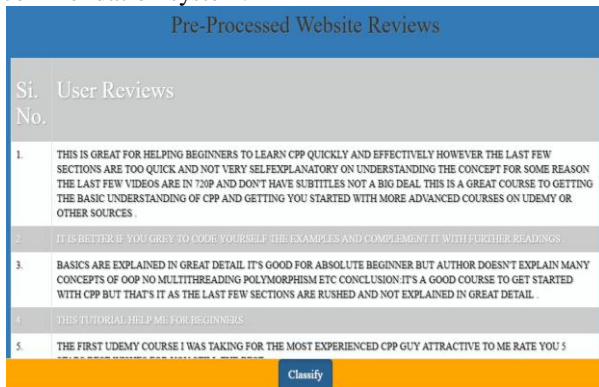 Pre-Processed Website Reviews
Si. User Reviews
No.
1. THIS IS GREAT FOR HELPING BEGINNERS TO LEARN CPP QUICKLY AND EFFECTIVELY HOWEVER THE LAST FEW
SECTIONS ARE TOO QUICK AND NOT VERY SELFEXPLANATORY ON UNDERSTANDING THE CONCEPT FOR SOME REASON
THE LAST FEW VIDEOS ARE IN 720P AND DON'T HAVE SUBTITLES NOT A BIG DEAL THIS IS A GREAT COURSE TO GETTING
THE BASIC UNDERSTANDING OF CPP AND GETTING YOU STARTED WITH MORE ADVANCED COURSES ON UDEMY OR
OTHER SOURCES .
2. IT IS BETTER IF YOU GREY TO CODE YOURSELF THE EXAMPLES AND COMPLEMENT IT WITH FURTHER READINGS .
3. BASICS ARE EXPLAINED IN GREAT DETAIL IT'S GOOD FOR ABSOLUTE BEGINNER BUT AUTHOR DOESN'T EXPLAIN MANY
CONCEPTS OF OOP NO MULTITHREADING POLYMORPHISM ETC CONCLUSION:IT'S A GOOD COURSE TO GET STARTED
WITH CPP BUT THAT'S IT AS THE LAST FEW SECTIONS ARE RUSHED AND NOT EXPLAINED IN GREAT DETAIL .
4. THIS TUTORIAL HELP ME FOR BEGINNERS
5. THE FIRST UDEMY COURSE I WAS TAKING FOR THE MOST EXPERIENCED CPP GUY ATTRACTIVE TO ME RATE YOU 5
Classify